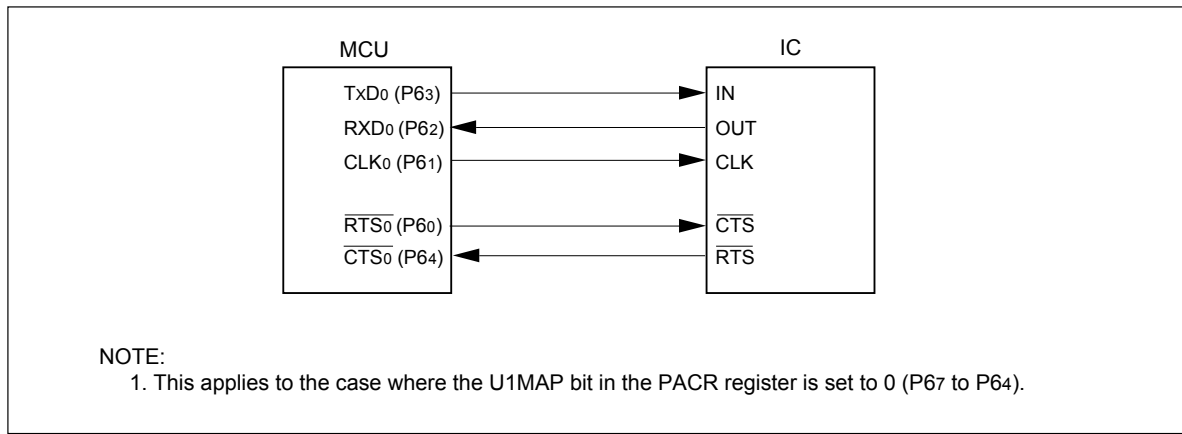 MCU IC
TxD0 (P63) IN
RXD0 (P62) OUT
CLK0 (P61) CLK
RTS0 (P60) CTS
CTS0 (P64) RTS
NOTE:
1. This applies to the case where the U1MAP bit in the PACR register is set to 0 (P67 to P64).